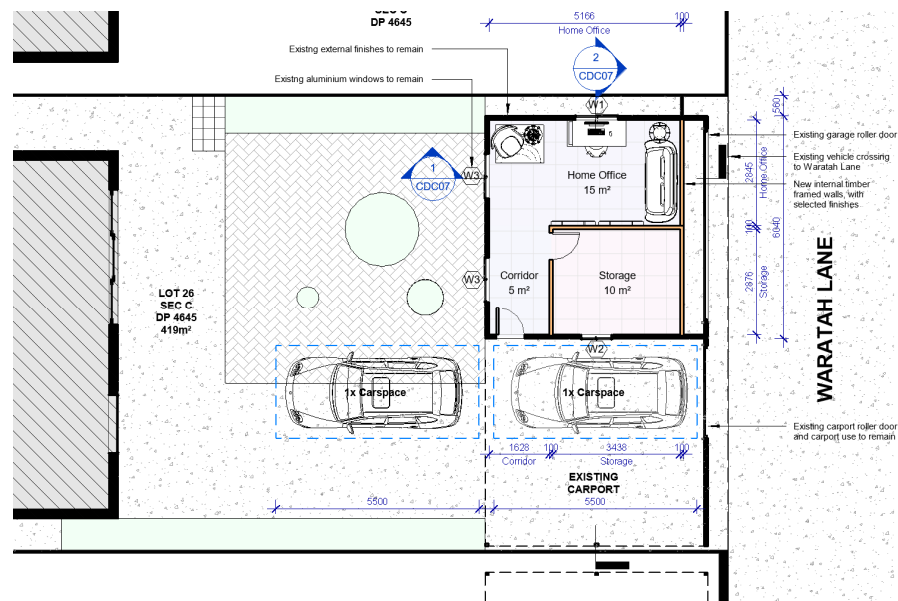 SEC C
DP 4645
5166
100
Home Office
Existng external finishes to remain
Existng aluminium windows to remain
2
CDC07
W1
560
Existing garage roller door
Existing vehicle crossing
to Waratah Lane
New internal timber
framed walls, with
selected finishes
1
CDC07
W3
Home Office
15 m²
2845
Home Office
100
6040
2876
Storage
W3
Corridor
5 m²
Storage
10 m²
LOT 26
SEC C
DP 4645
419m²
WARATAH LANE
W2
1x Carspace
1x Carspace
Existing carport roller door
and carport use to remain
1628
100
3438
100
Corridor
Storage
EXISTING
CARPORT
5500
5500